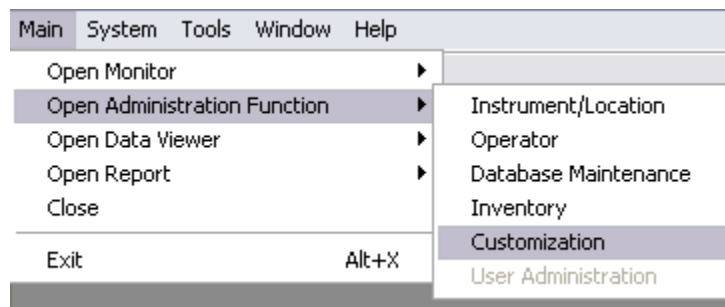 Main System Tools Window Help
Open Monitor
Open Administration Function
Open Data Viewer
Open Report
Close
Exit Alt+X
Instrument/Location
Operator
Database Maintenance
Inventory
Customization
User Administration